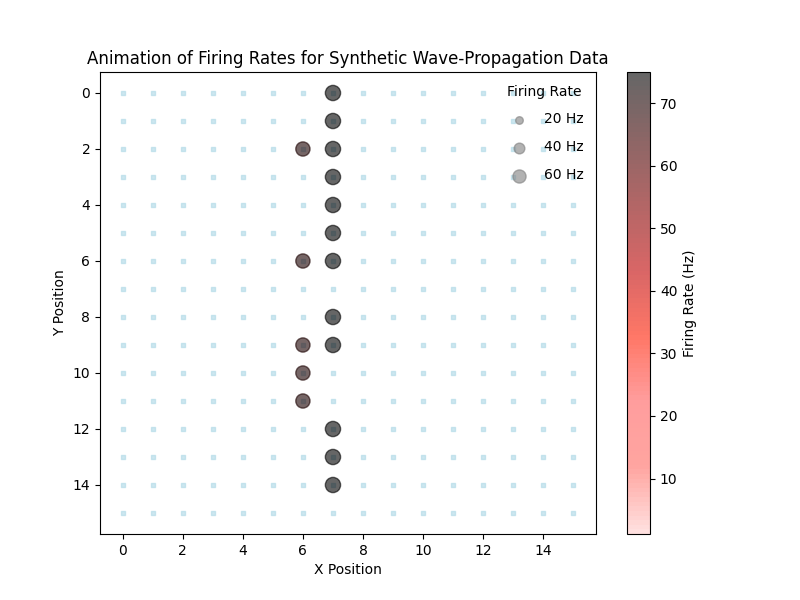 Animation of Firing Rates for Synthetic Wave-Propagation Data
Firing Rate
20 Hz
40 Hz
60 Hz
0
2
4
6
8
10
12
14
Y Position
0 2 4 6 8 10 12 14
X Position
70
60
50
40
30
20
10
Firing Rate (Hz)